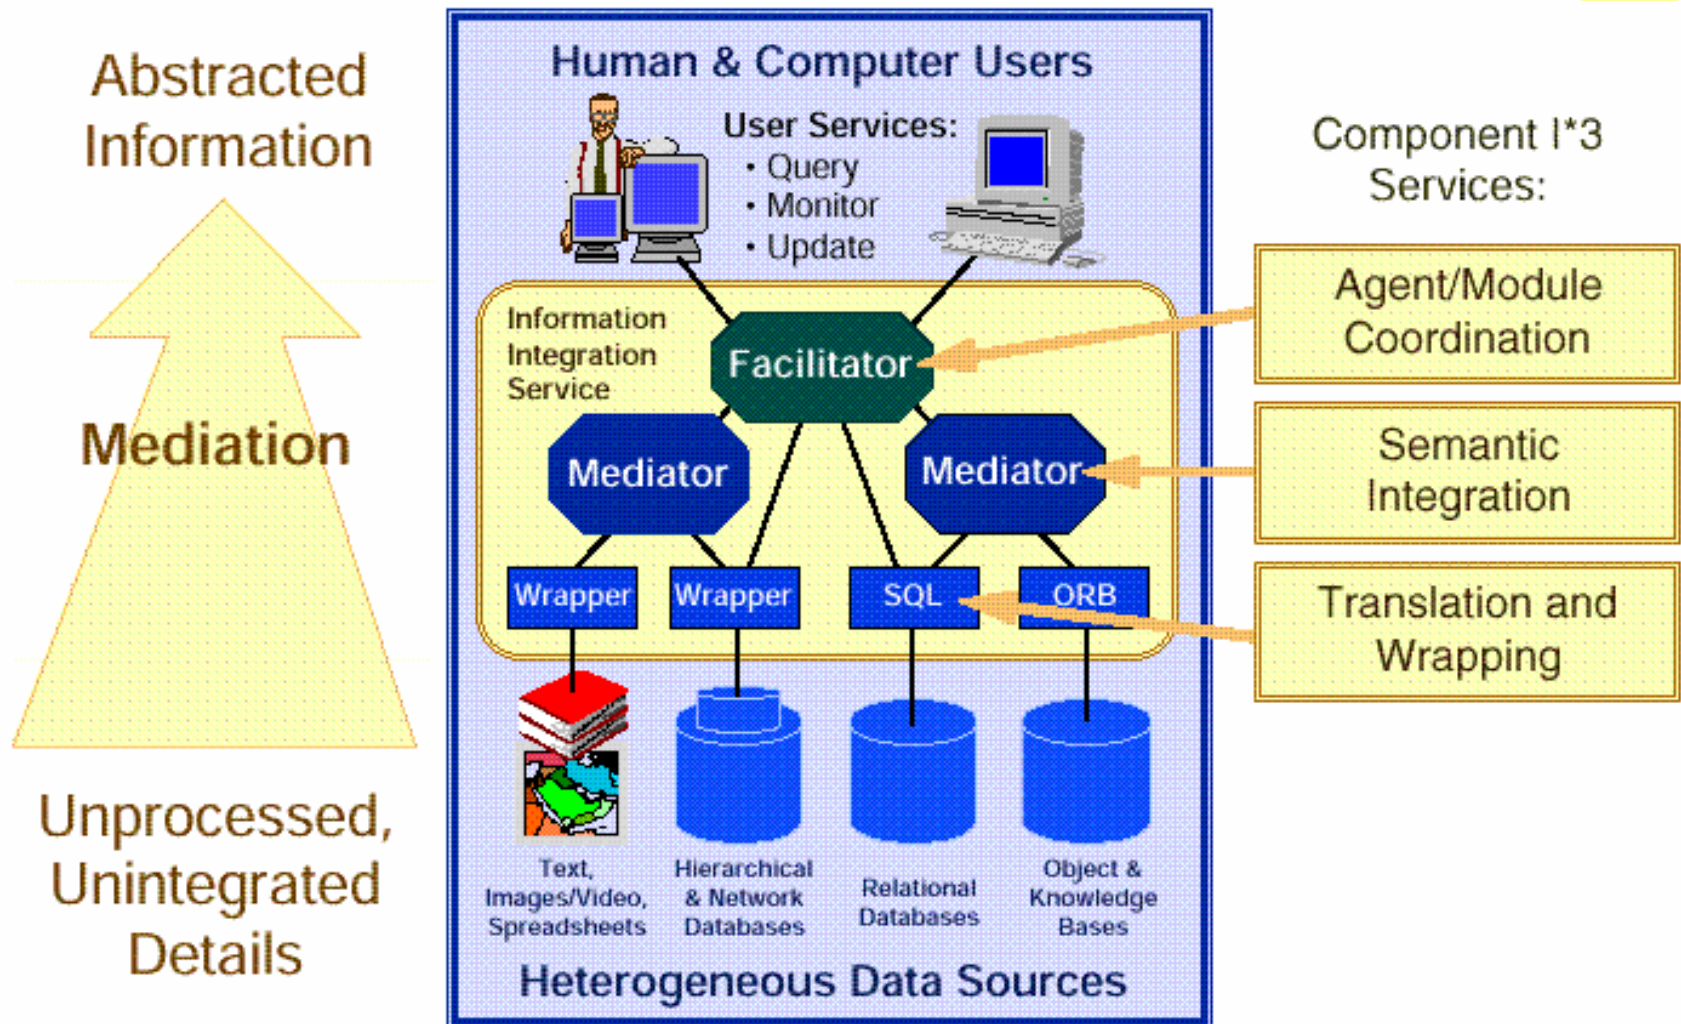 Abstracted
Information
Mediation
Unprocessed,
Unintegrated
Details
Human & Computer Users
User Services:
• Query
• Monitor
• Update
Information
Integration
Service
Facilitator
Mediator
Mediator
Wrapper
Wrapper
SQL
ORB
Text,
Images/Video,
Spreadsheets
Hierarchical
& Network
Databases
Relational
Databases
Object &
Knowledge
Bases
Heterogeneous Data Sources
Component I*3
Services:
Agent/Module
Coordination
Semantic
Integration
Translation and
Wrapping